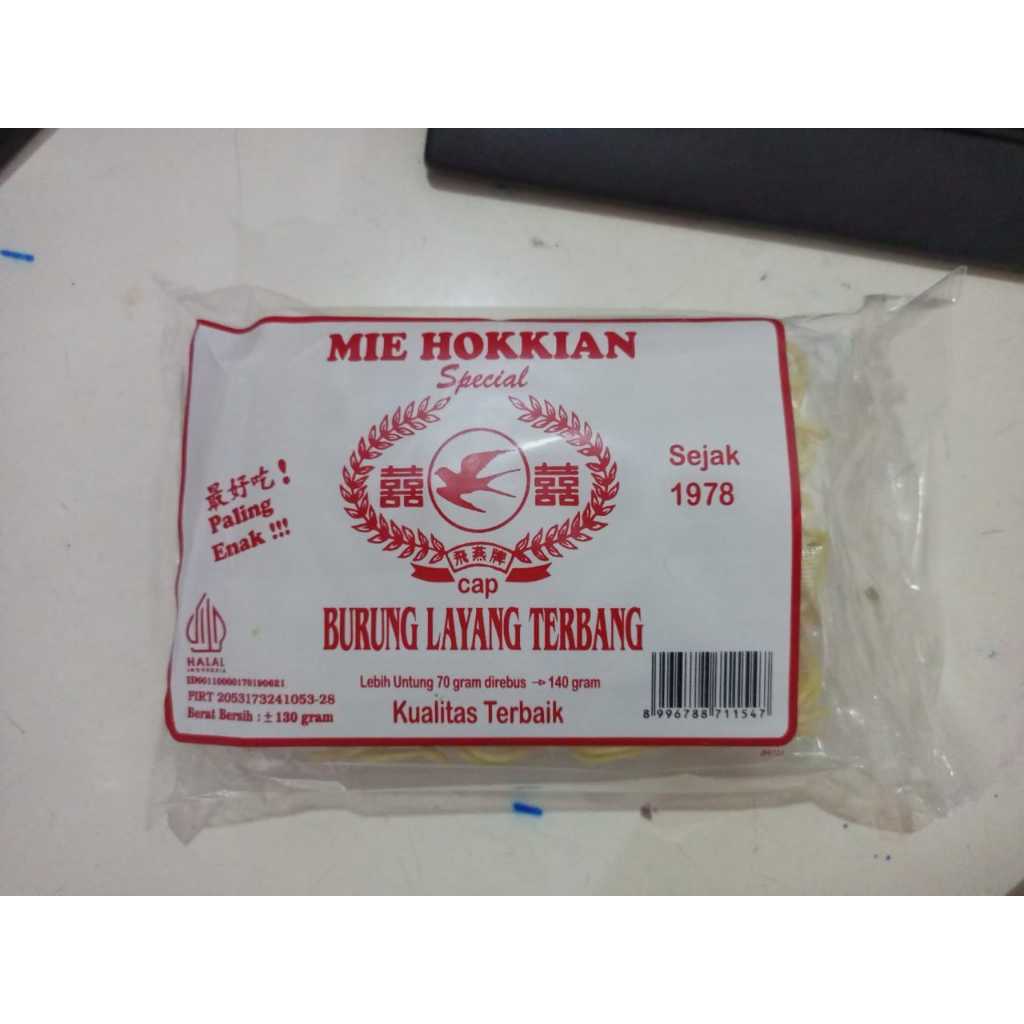 MIE HOKKIAN
Special
囍 囍
飛燕牌
cap
BURUNG LAYANG TERBANG
Sejak
1978
最好吃!
Paling
Enak !!!
HALAL
INDONESIA
ID00110000170190621
PIRT 2053173241053-28
Berat Bersih : ± 130 gram
Lebih Untung 70 gram direbus → 140 gram
Kualitas Terbaik
8 996788 711547